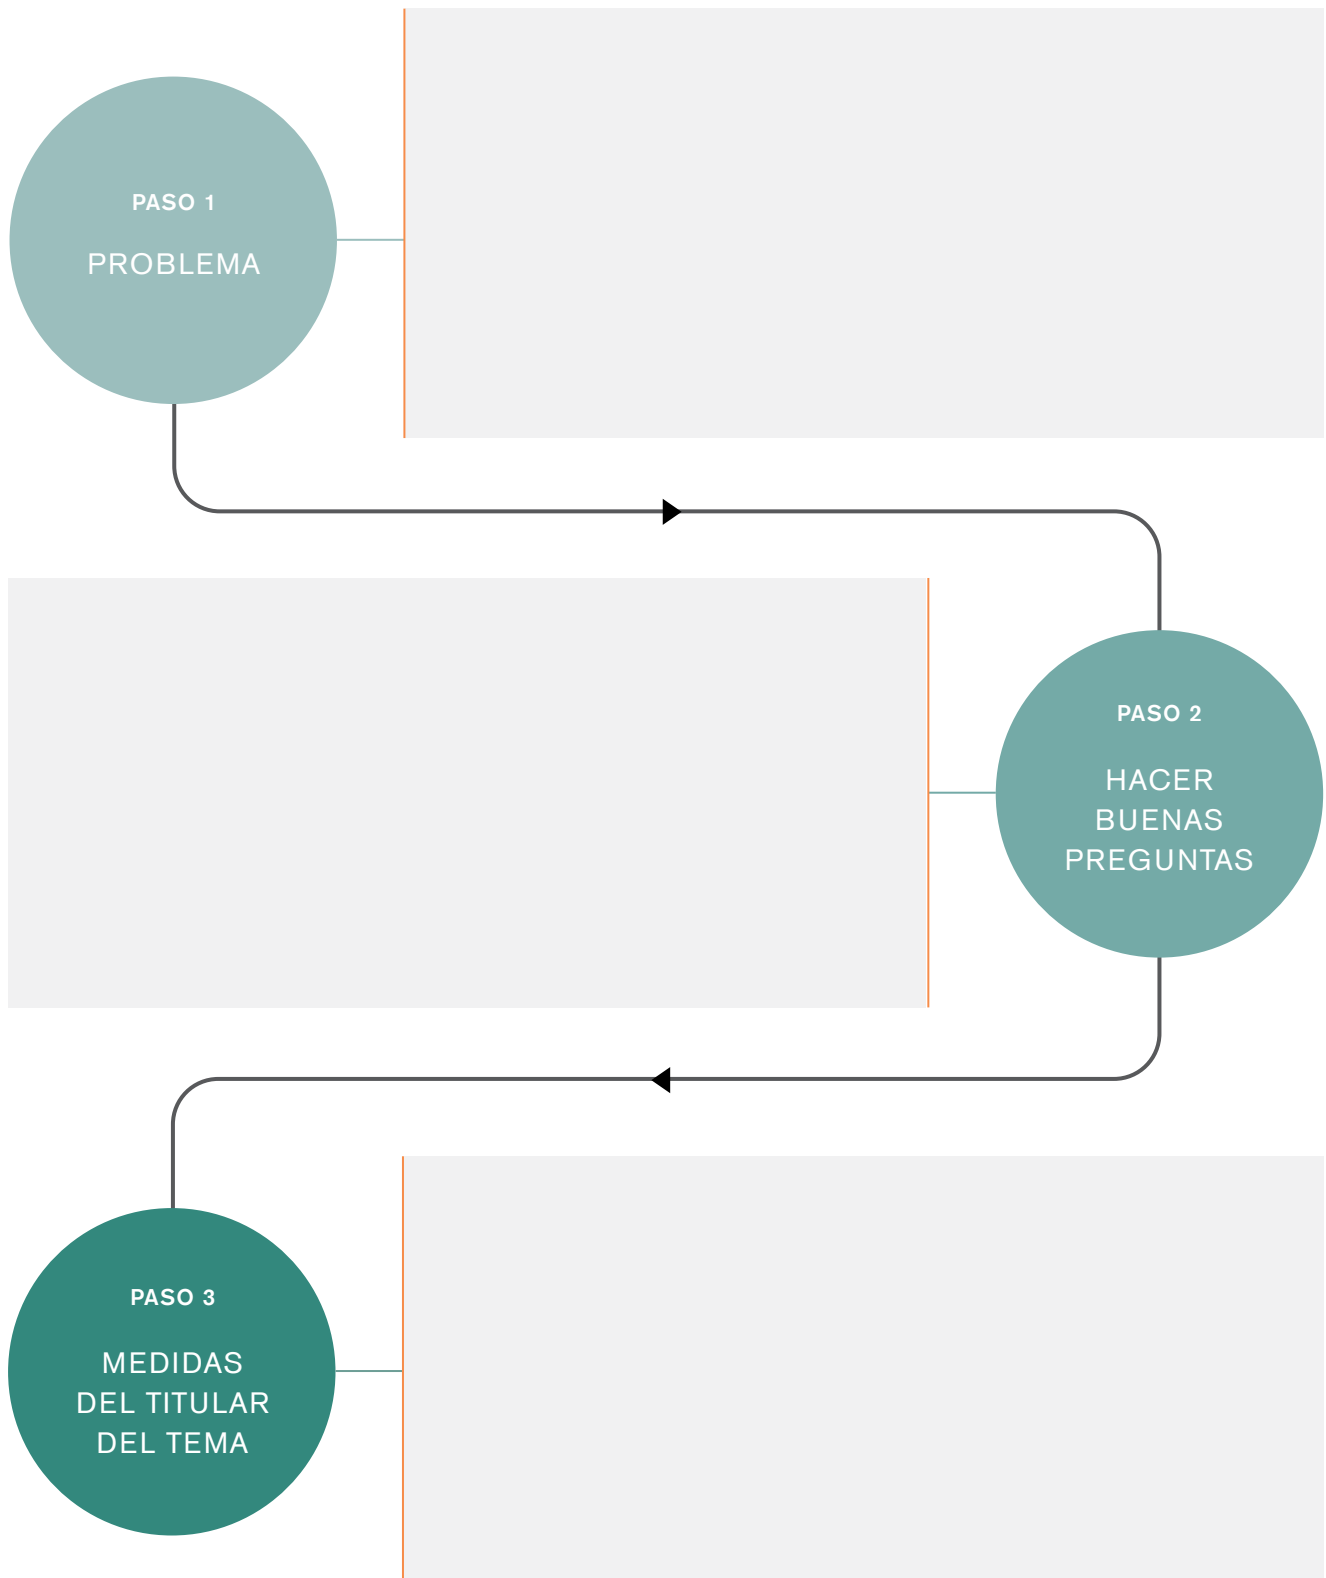 PASO 1
PROBLEMA
PASO 2
HACER
BUENAS
PREGUNTAS
PASO 3
MEDIDAS
DEL TITULAR
DEL TEMA